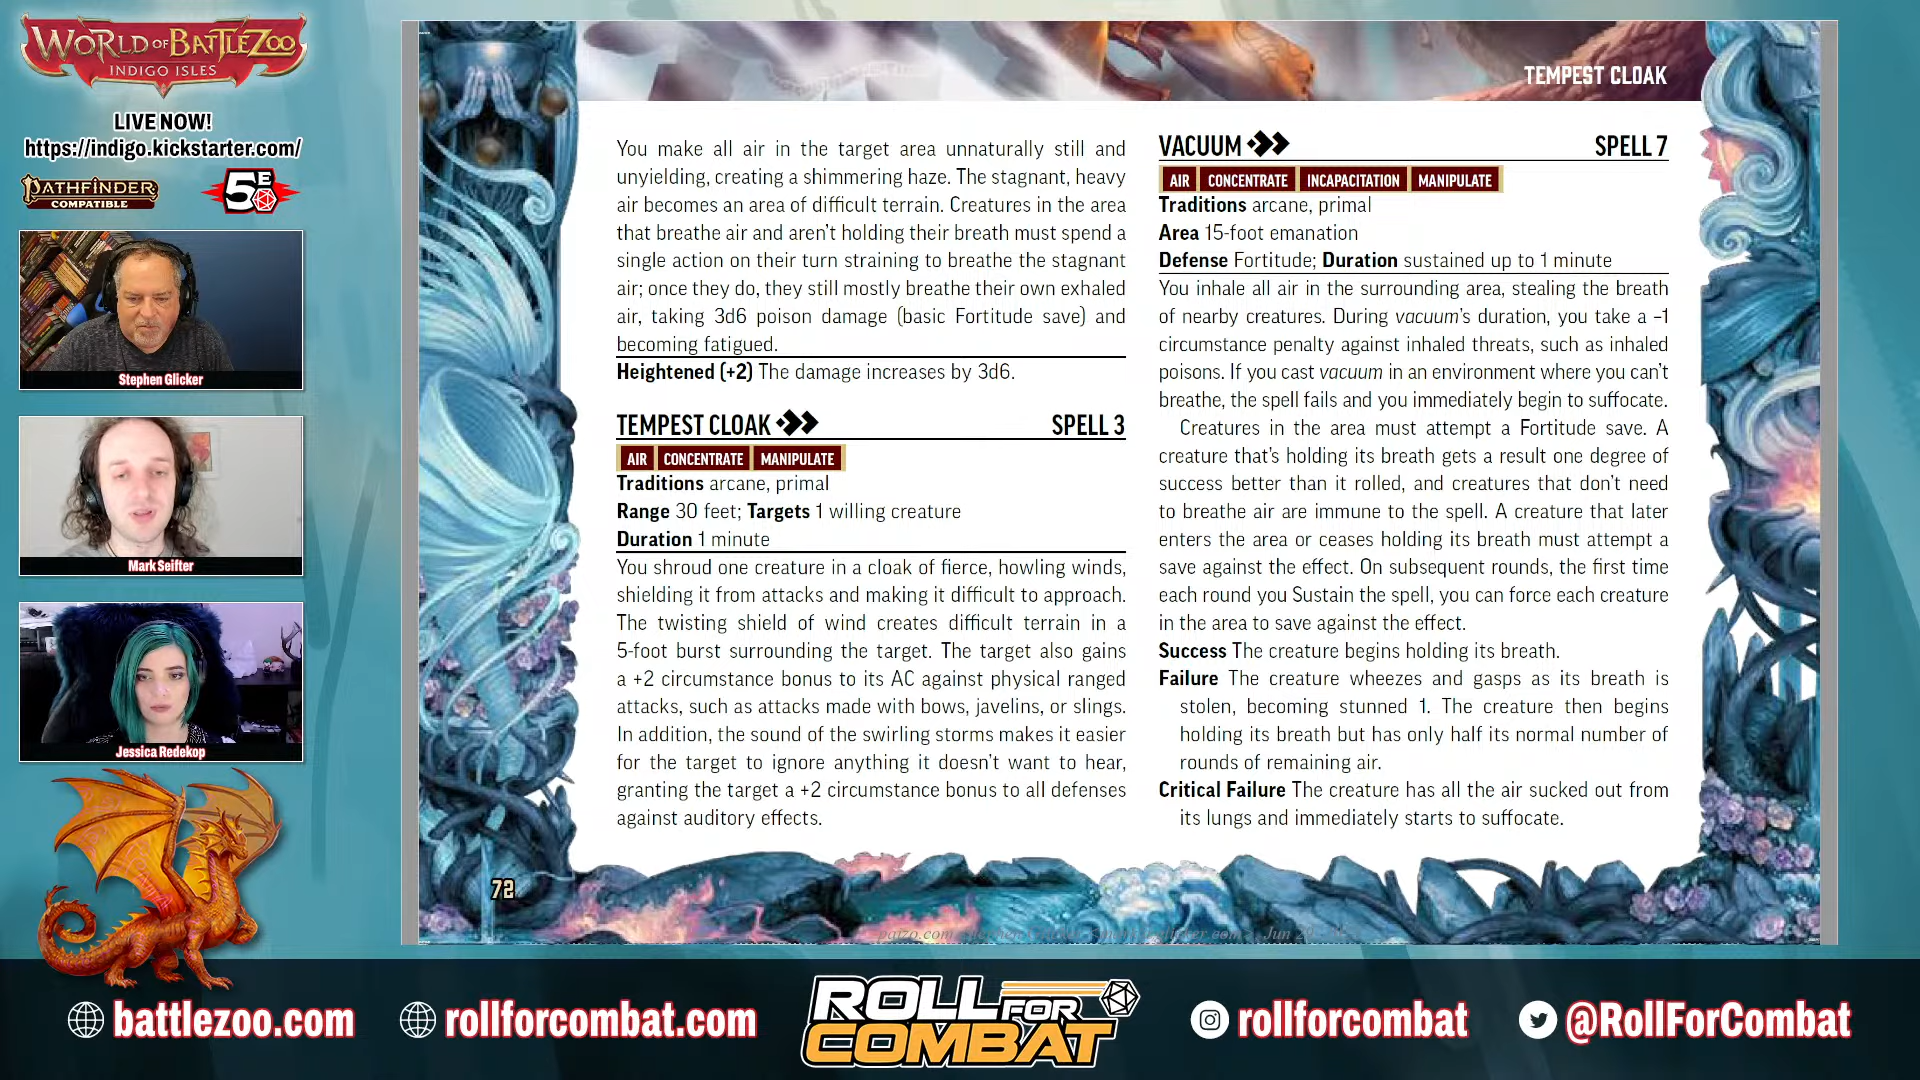 WORLD OF BATTLEZOO
INDIGO ISLES
LIVE NOW!
https://indigo.kickstarter.com/
PATHFINDER
COMPATIBLE
5E
Stephen Glicker
Mark Seifter
Jessica Redekop
TEMPEST CLOAK
You make all air in the target area unnaturally still and
unyielding, creating a shimmering haze. The stagnant, heavy
air becomes an area of difficult terrain. Creatures in the area
that breathe air and aren't holding their breath must spend a
single action on their turn straining to breathe the stagnant
air; once they do, they still mostly breathe their own exhaled
air, taking 3d6 poison damage (basic Fortitude save) and
becoming fatigued.
Heightened (+2) The damage increases by 3d6.
TEMPEST CLOAK SPELL 3
AIR CONCENTRATE MANIPULATE
Traditions arcane, primal
Range 30 feet; Targets 1 willing creature
Duration 1 minute
You shroud one creature in a cloak of fierce, howling winds,
shielding it from attacks and making it difficult to approach.
The twisting shield of wind creates difficult terrain in a
5-foot burst surrounding the target. The target also gains
a +2 circumstance bonus to its AC against physical ranged
attacks, such as attacks made with bows, javelins, or slings.
In addition, the sound of the swirling storms makes it easier
for the target to ignore anything it doesn't want to hear,
granting the target a +2 circumstance bonus to all defenses
against auditory effects.
VACUUM SPELL 7
AIR CONCENTRATE INCAPACITATION MANIPULATE
Traditions arcane, primal
Area 15-foot emanation
Defense Fortitude; Duration sustained up to 1 minute
You inhale all air in the surrounding area, stealing the breath
of nearby creatures. During vacuum's duration, you take a –1
circumstance penalty against inhaled threats, such as inhaled
poisons. If you cast vacuum in an environment where you can't
breathe, the spell fails and you immediately begin to suffocate.
Creatures in the area must attempt a Fortitude save. A
creature that's holding its breath gets a result one degree of
success better than it rolled, and creatures that don't need
to breathe air are immune to the spell. A creature that later
enters the area or ceases holding its breath must attempt a
save against the effect. On subsequent rounds, the first time
each round you Sustain the spell, you can force each creature
in the area to save against the effect.
Success The creature begins holding its breath.
Failure The creature wheezes and gasps as its breath is
stolen, becoming stunned 1. The creature then begins
holding its breath but has only half its normal number of
rounds of remaining air.
Critical Failure The creature has all the air sucked out from
its lungs and immediately starts to suffocate.
72
battlezoo.com
rollforcombat.com
ROLL FOR
COMBAT
rollforcombat
@RollForCombat